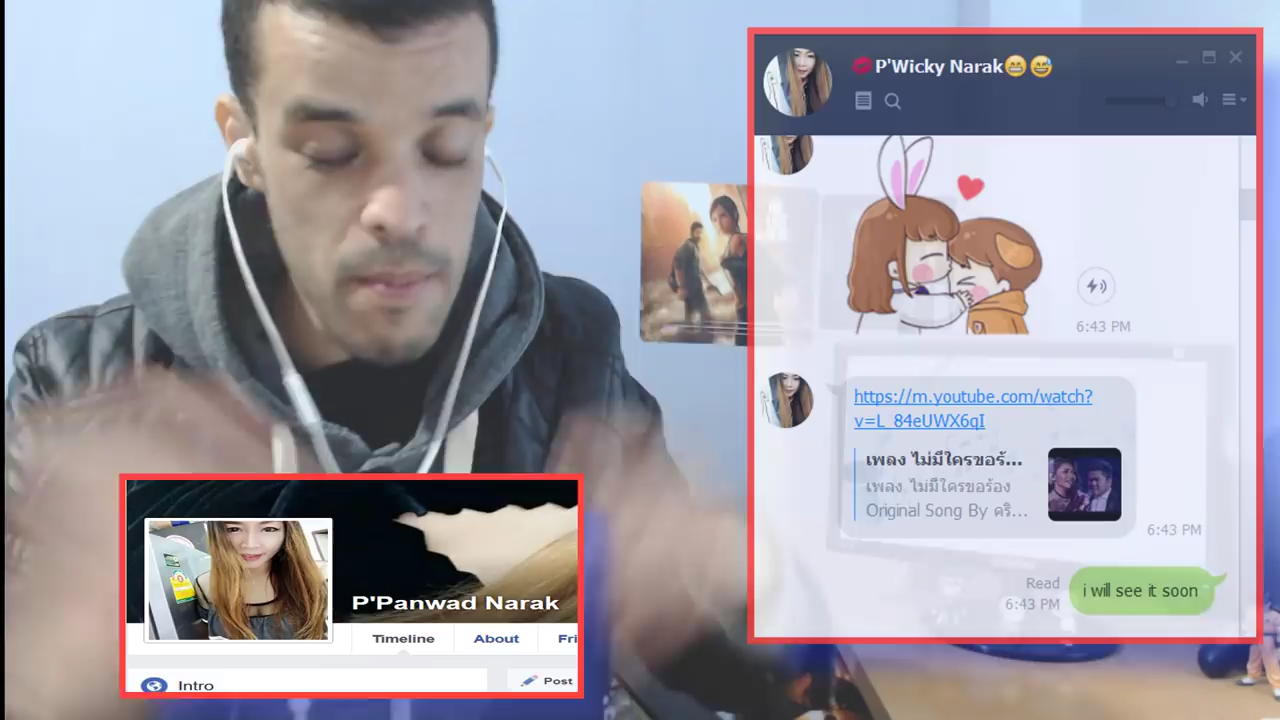 💋P'Wicky Narak😁😅
6:43 PM
https://m.youtube.com/watch?
v=L_84eUWX6qI
เพลง ไม่มีใครขอร้...
เพลง ไม่มีใครขอร้อง
Original Song By คริ...
6:43 PM
Read
6:43 PM
i will see it soon
P'Panwad Narak
Timeline
About
Fri
Intro
Post